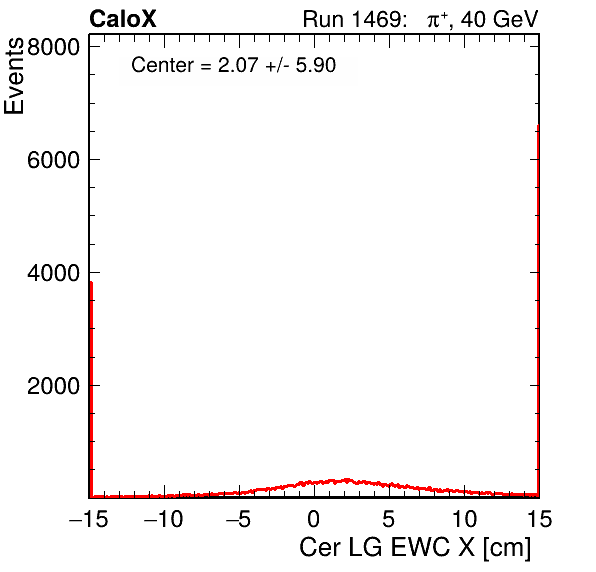 CaloX Run 1469: π⁺, 40 GeV
Center = 2.07 +/- 5.90
Events
8000
6000
4000
2000
−15 −10 −5 0 5 10 15
Cer LG EWC X [cm]